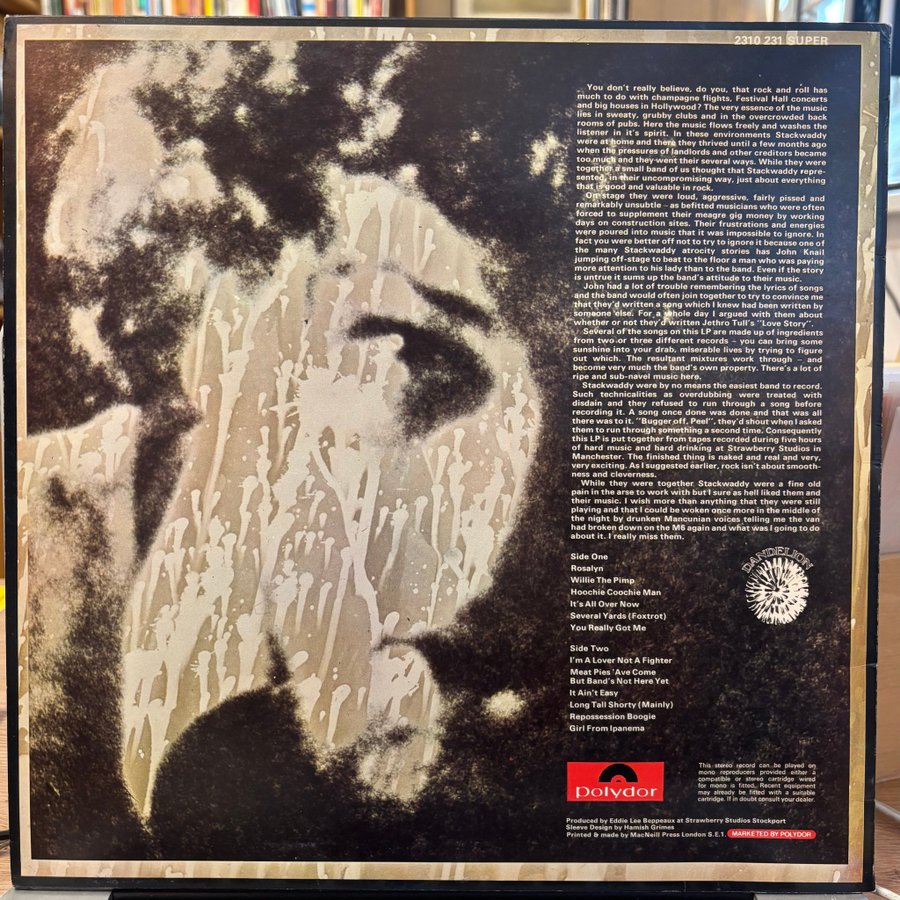 2310 231 SUPER
You don't really believe, do you, that rock and roll has
much to do with champagne flights, Festival Hall concerts
and big houses in Hollywood? The very essence of the music
lies in sweaty, grubby clubs and in the overcrowded back
rooms of pubs. Here the music flows freely and washes the
listener in it's spirit. In these environments Stackwaddy
were at home and there they thrived until a few months ago
when the pressures of landlords and other creditors became
too much and they went their several ways. While they were
together a small band of us thought that Stackwaddy repre-
sented, in their uncompromising way, just about everything
that is good and valuable in rock.
On stage they were loud, aggressive, fairly pissed and
remarkably unsubtle – as befitted musicians who were often
forced to supplement their meagre gig money by working
days on construction sites. Their frustrations and energies
were poured into music that it was impossible to ignore. In
fact you were better off not to try to ignore it because one of
the many Stackwaddy atrocity stories has John Knail
jumping off-stage to beat to the floor a man who was paying
more attention to his lady than to the band. Even if the story
is untrue it sums up the band's attitude to their music.
John had a lot of trouble remembering the lyrics of songs
and the band would often join together to try to convince me
that they'd written a song which I knew had been written by
someone else. For a whole day I argued with them about
whether or not they'd written Jethro Tull's "Love Story".
Several of the songs on this LP are made up of ingredients
from two or three different records – you can bring some
sunshine into your drab, miserable lives by trying to figure
out which. The resultant mixtures work through – and
become very much the band's own property. There's a lot of
ripe and sub-navel music here.
Stackwaddy were by no means the easiest band to record.
Such technicalities as overdubbing were treated with
disdain and they refused to run through a song before
recording it. A song once done was done and that was all
there was to it. "Bugger off, Peel", they'd shout when I asked
them to run through something a second time. Consequently
this LP is put together from tapes recorded during five hours
of hard music and hard drinking at Strawberry Studios in
Manchester. The finished thing is naked and real and very,
very exciting. As I suggested earlier, rock isn't about smooth-
ness and cleverness.
While they were together Stackwaddy were a fine old
pain in the arse to work with but I sure as hell liked them and
their music. I wish more than anything that they were still
playing and that I could be woken once more in the middle of
the night by drunken Mancunian voices telling me the van
had broken down on the M6 again and what was I going to do
about it. I really miss them.
DANDELION
Side One
Rosalyn
Willie The Pimp
Hoochie Coochie Man
It's All Over Now
Several Yards (Foxtrot)
You Really Got Me
Side Two
I'm A Lover Not A Fighter
Meat Pies 'Ave Come
But Band's Not Here Yet
It Ain't Easy
Long Tall Shorty (Mainly)
Repossession Boogie
Girl From Ipanema
polydor
This stereo record can be played on
mono reproducers provided either a
compatible or stereo cartridge wired
for mono is fitted. Recent equipment
may already be fitted with a suitable
cartridge. If in doubt consult your dealer.
Produced by Eddie Lee Beppeaux at Strawberry Studios Stockport
Sleeve Design by Hamish Grimes
Printed & made by MacNeill Press London S.E.1. MARKETED BY POLYDOR